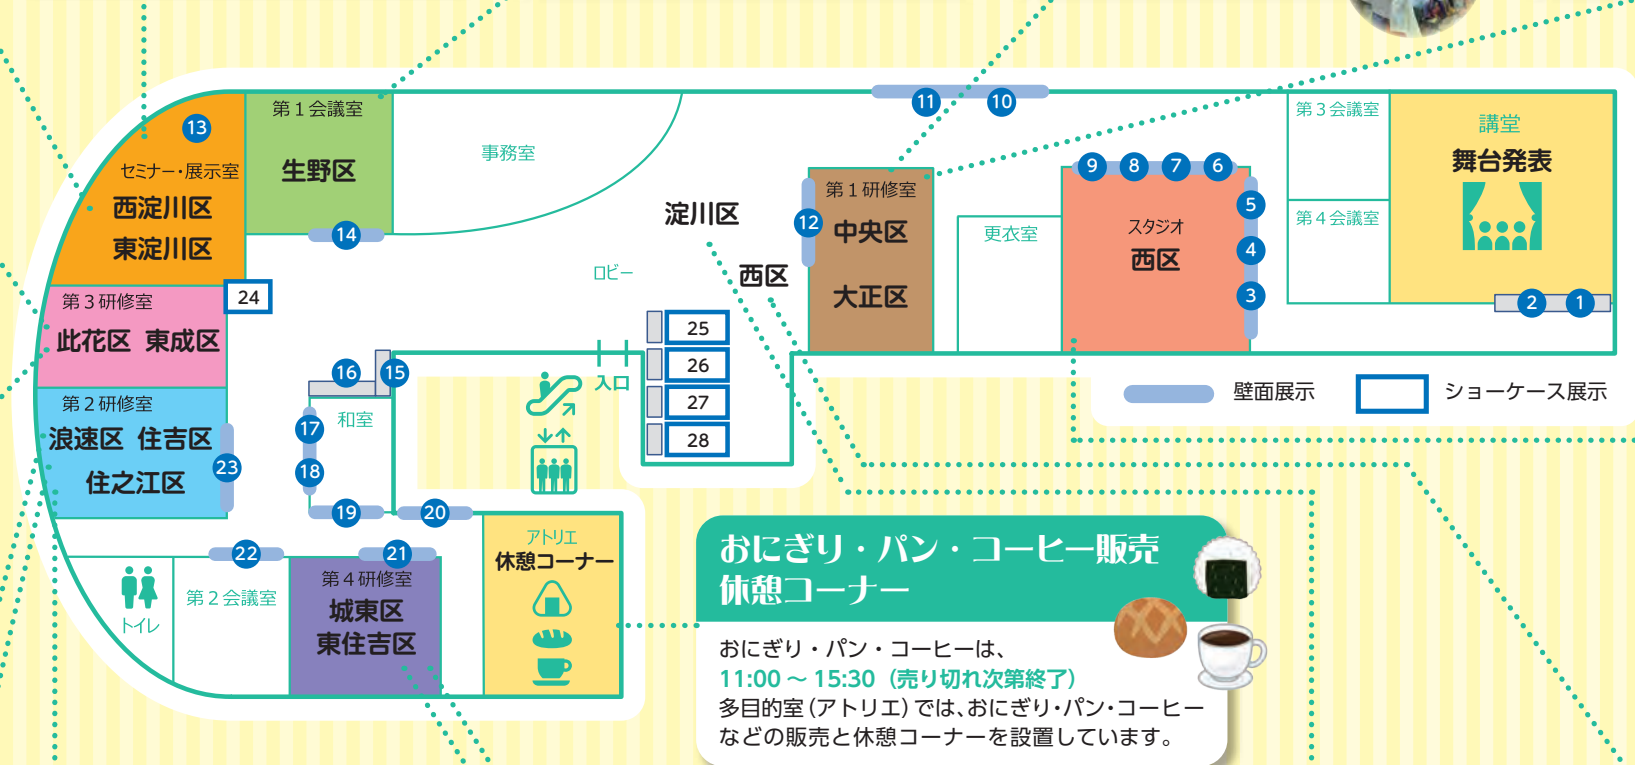 11
10
13
セミナー・展示室
西淀川区
東淀川区
第1会議室
生野区
14
事務室
淀川区
西区
ロビー
12
第1研修室
中央区
大正区
更衣室
9
8
7
6
5
4
3
スタジオ
西区
第3会議室
第4会議室
講堂
舞台発表
2
1
第3研修室
此花区 東成区
24
第2研修室
浪速区 住吉区
住之江区
23
16
15
和室
17
18
19
20
入口
25
26
27
28
壁面展示
ショーケース展示
トイレ
22
第2会議室
21
第4研修室
城東区
東住吉区
アトリエ
休憩コーナー
おにぎり・パン・コーヒー販売
休憩コーナー
おにぎり・パン・コーヒーは、
11:00 ~ 15:30(売り切れ次第終了)
多目的室(アトリエ)では、おにぎり・パン・コーヒー
などの販売と休憩コーナーを設置しています。